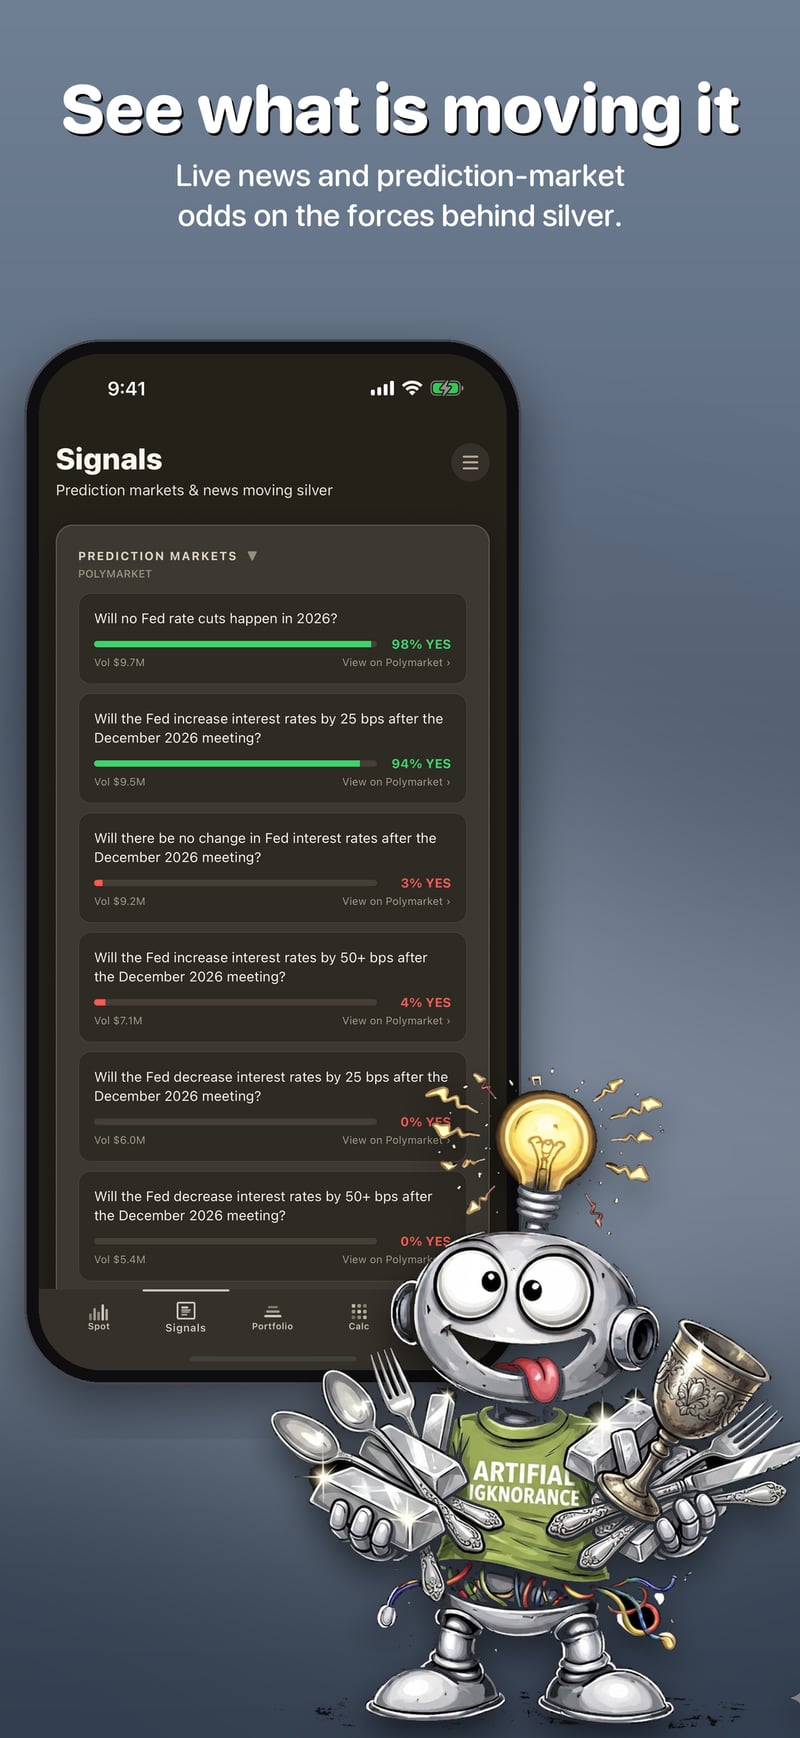 See what is moving it
Live news and prediction-market
odds on the forces behind silver.
9:41
Signals
Prediction markets & news moving silver
PREDICTION MARKETS ▼
POLYMARKET
Will no Fed rate cuts happen in 2026?
98% YES
Vol $9.7M
View on Polymarket ›
Will the Fed increase interest rates by 25 bps after the
December 2026 meeting?
94% YES
Vol $9.5M
View on Polymarket ›
Will there be no change in Fed interest rates after the
December 2026 meeting?
3% YES
Vol $9.2M
View on Polymarket ›
Will the Fed increase interest rates by 50+ bps after
the December 2026 meeting?
4% YES
Vol $7.1M
View on Polymarket ›
Will the Fed decrease interest rates by 25 bps after the
December 2026 meeting?
0% YES
Vol $6.0M
View on Polymarket ›
Will the Fed decrease interest rates by 50+ bps after
the December 2026 meeting?
0% YES
Vol $5.4M
View on Polymark
Spot
Signals
Portfolio
Calc
ARTIFIAL
IGKNORANCE